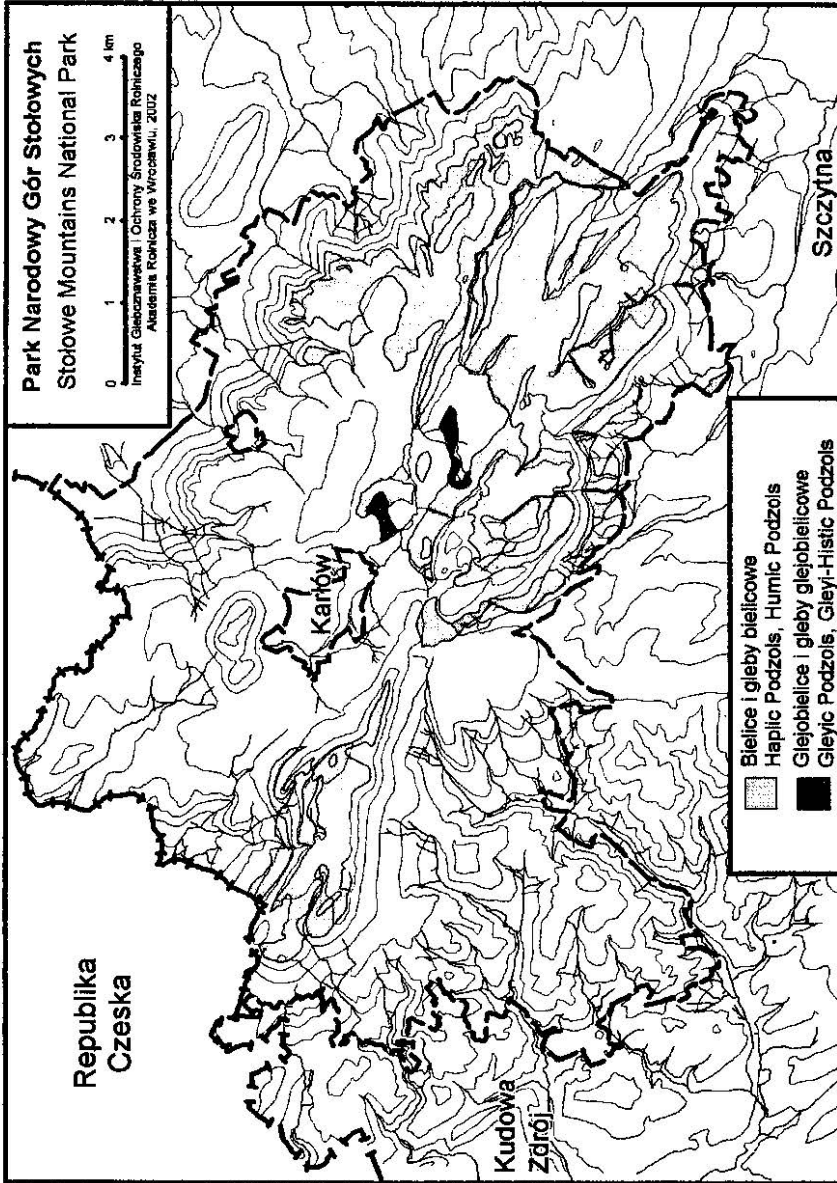 Park Narodowy Gór Stołowych
Stołowe Mountains National Park
0 1 2 3 4 km
Instytut Gleboznawstwa i Ochrony Środowiska Rolniczego
Akademia Rolnicza we Wrocławiu, 2002
Republika
Czeska
Karłów
Kudowa
Zdrój
Szczytna
Bielice i gleby bielicowe
Haplic Podzols, Humic Podzols
Glejobielice i gleby glejobielicowe
Gleyic Podzols, Gleyi-Histic Podzols